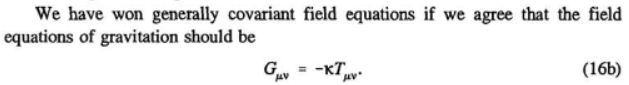 We have won generally covariant field equations if we agree that the field
equations of gravitation should be
Gμν = -κTμν. (16b)